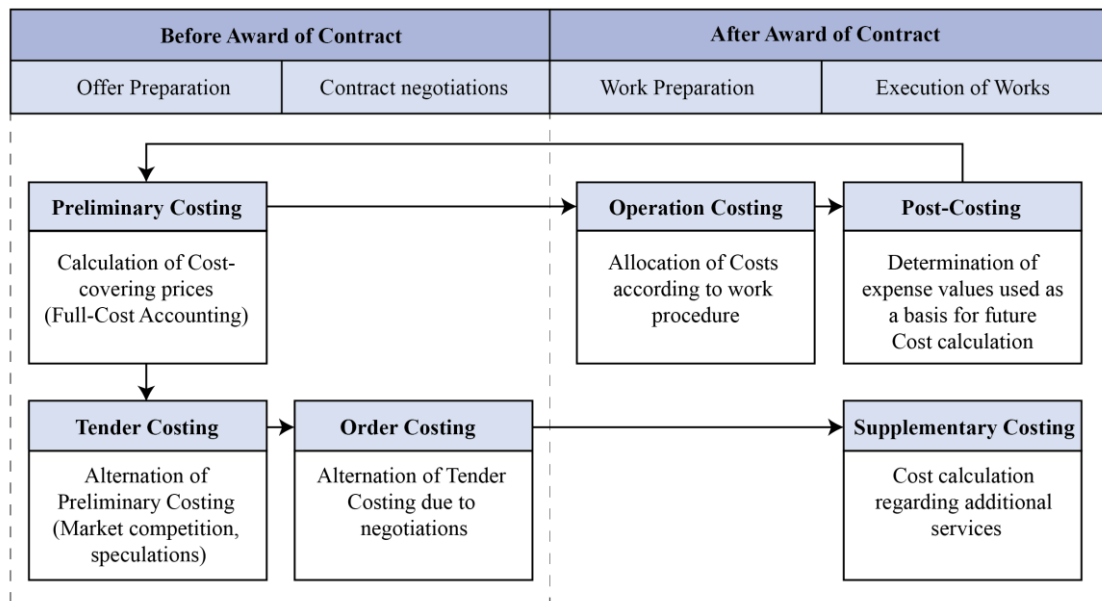 Before Award of Contract
After Award of Contract
Offer Preparation
Contract negotiations
Work Preparation
Execution of Works
Preliminary Costing
Calculation of Cost-
covering prices
(Full-Cost Accounting)
Operation Costing
Allocation of Costs
according to work
procedure
Post-Costing
Determination of
expense values used as
a basis for future
Cost calculation
Tender Costing
Alternation of
Preliminary Costing
(Market competition,
speculations)
Order Costing
Alternation of Tender
Costing due to
negotiations
Supplementary Costing
Cost calculation
regarding additional
services